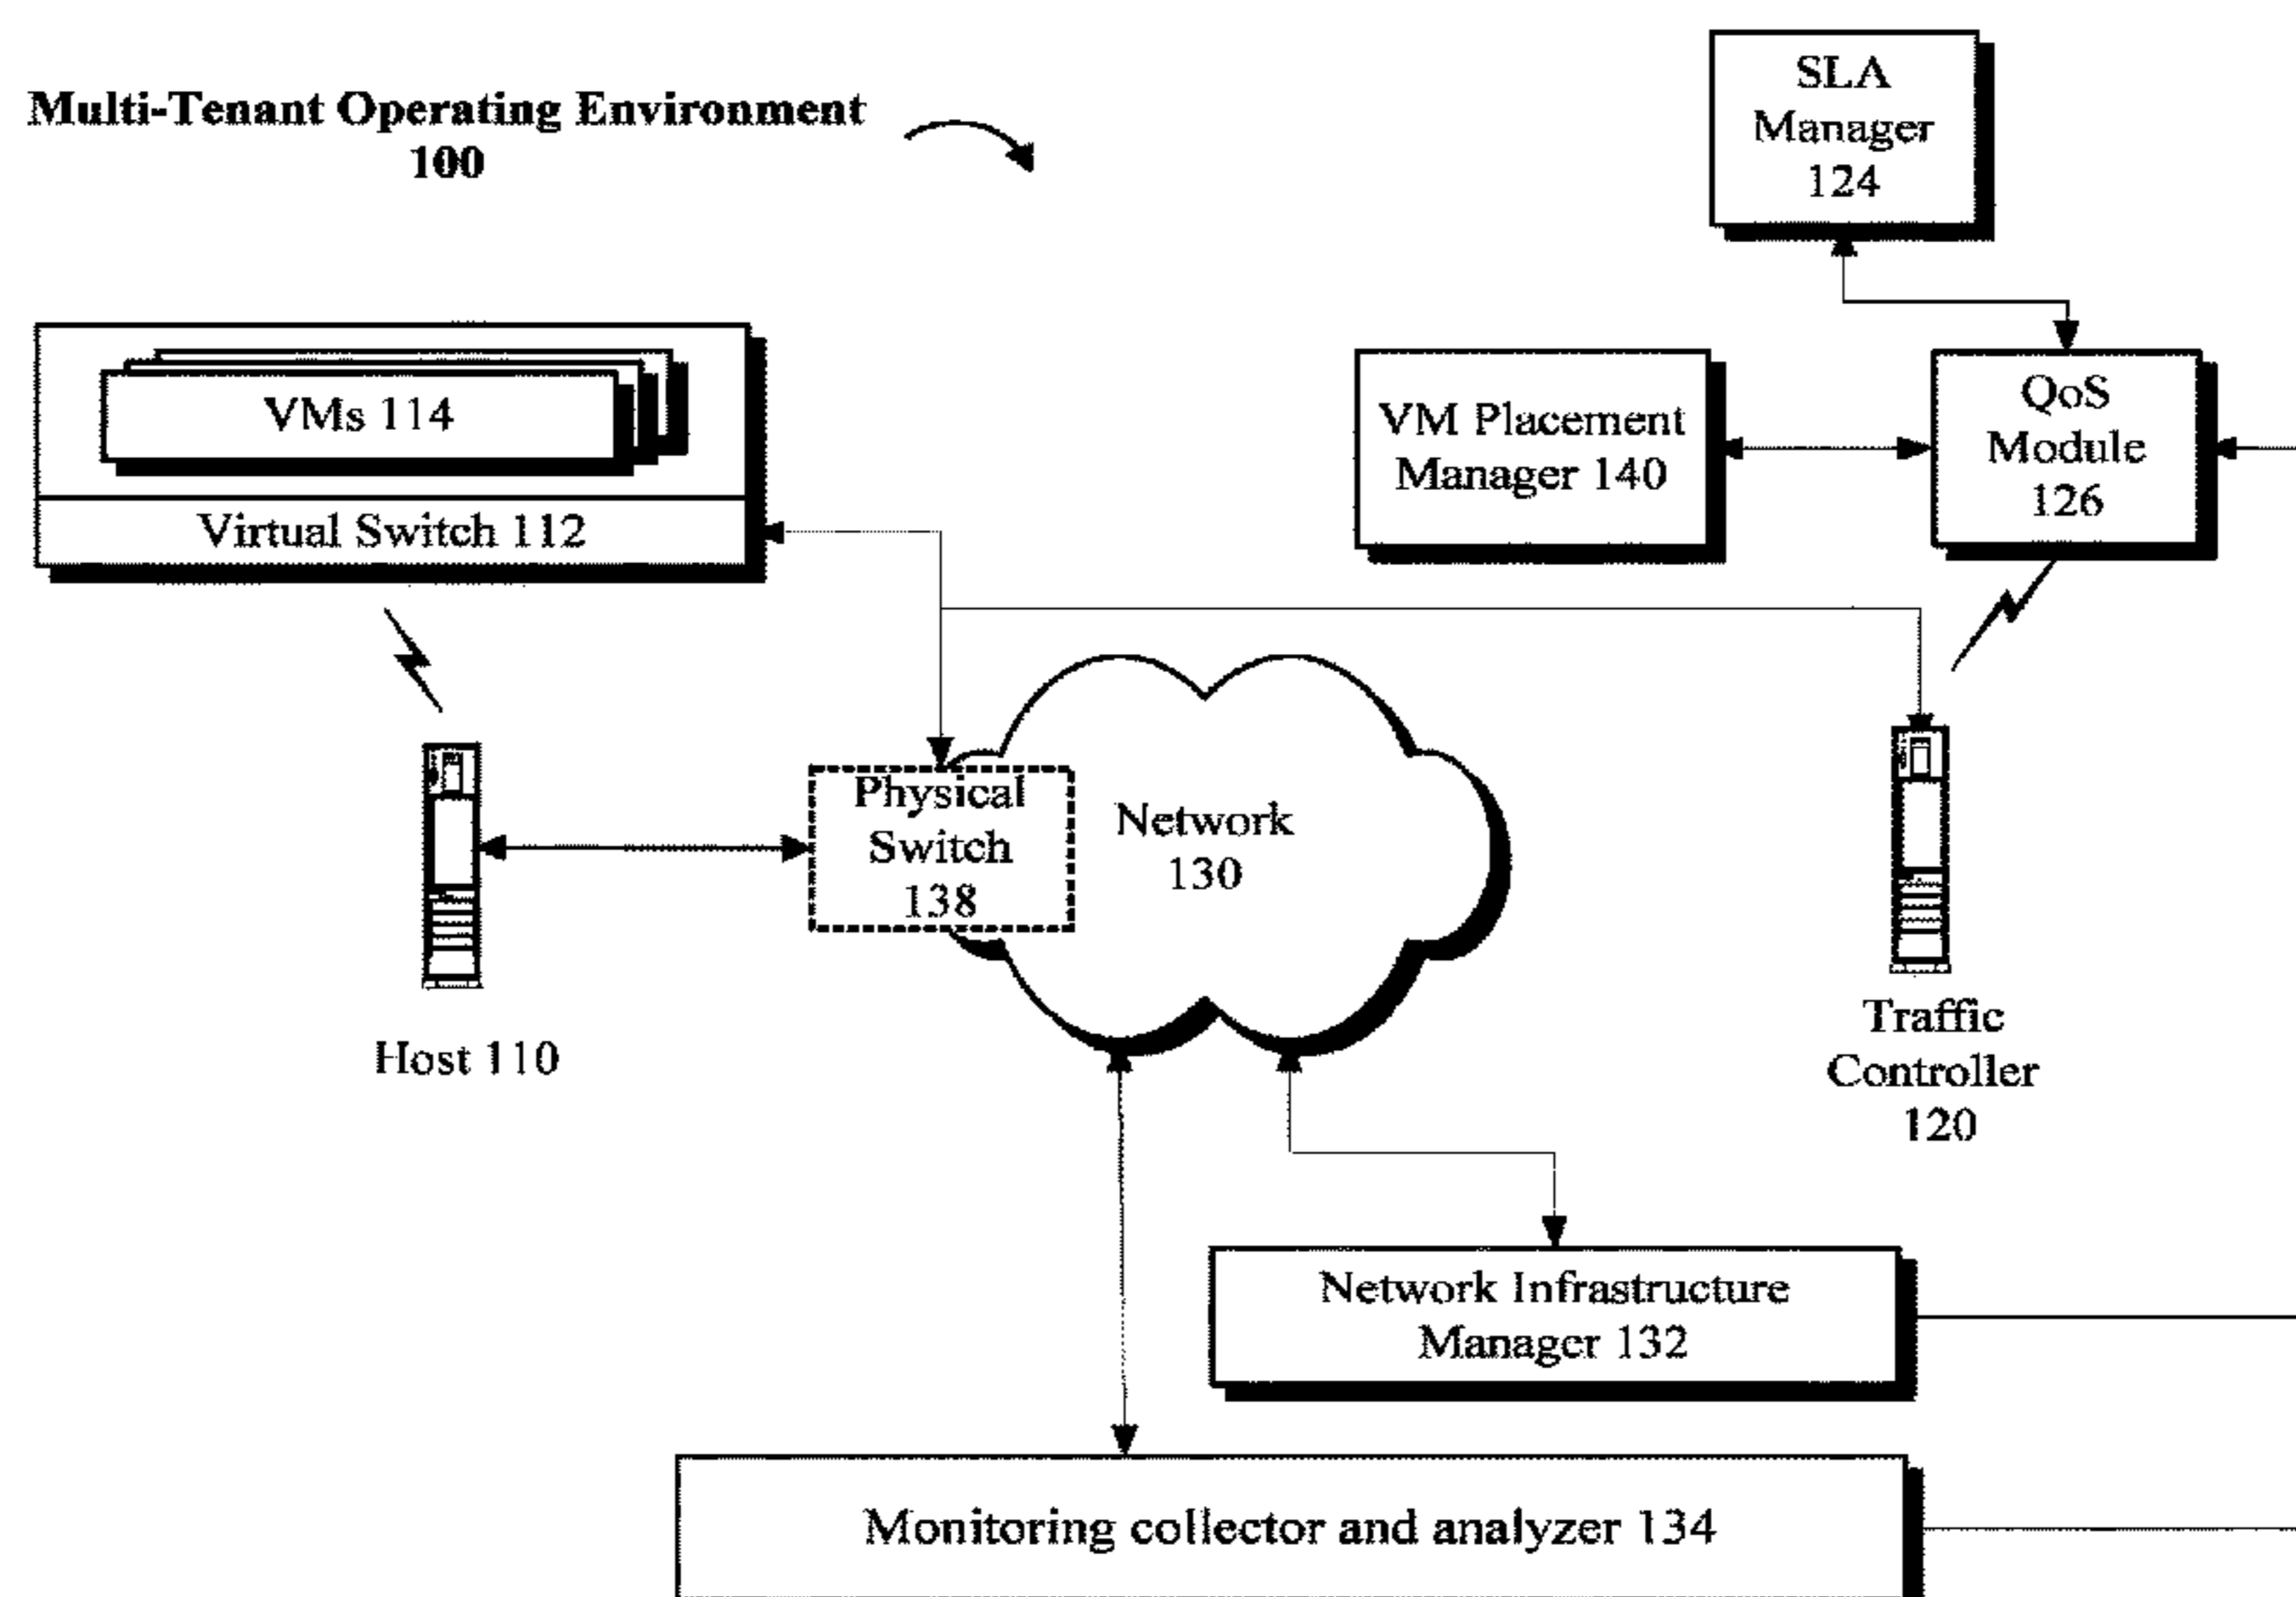 Multi-Tenant Operating Environment
100
SLA
Manager
124
VMs 114
Virtual Switch 112
VM Placement
Manager 140
QoS
Module
126
Physical
Switch
138
Network
130
Host 110
Traffic
Controller
120
Network Infrastructure
Manager 132
Monitoring collector and analyzer 134